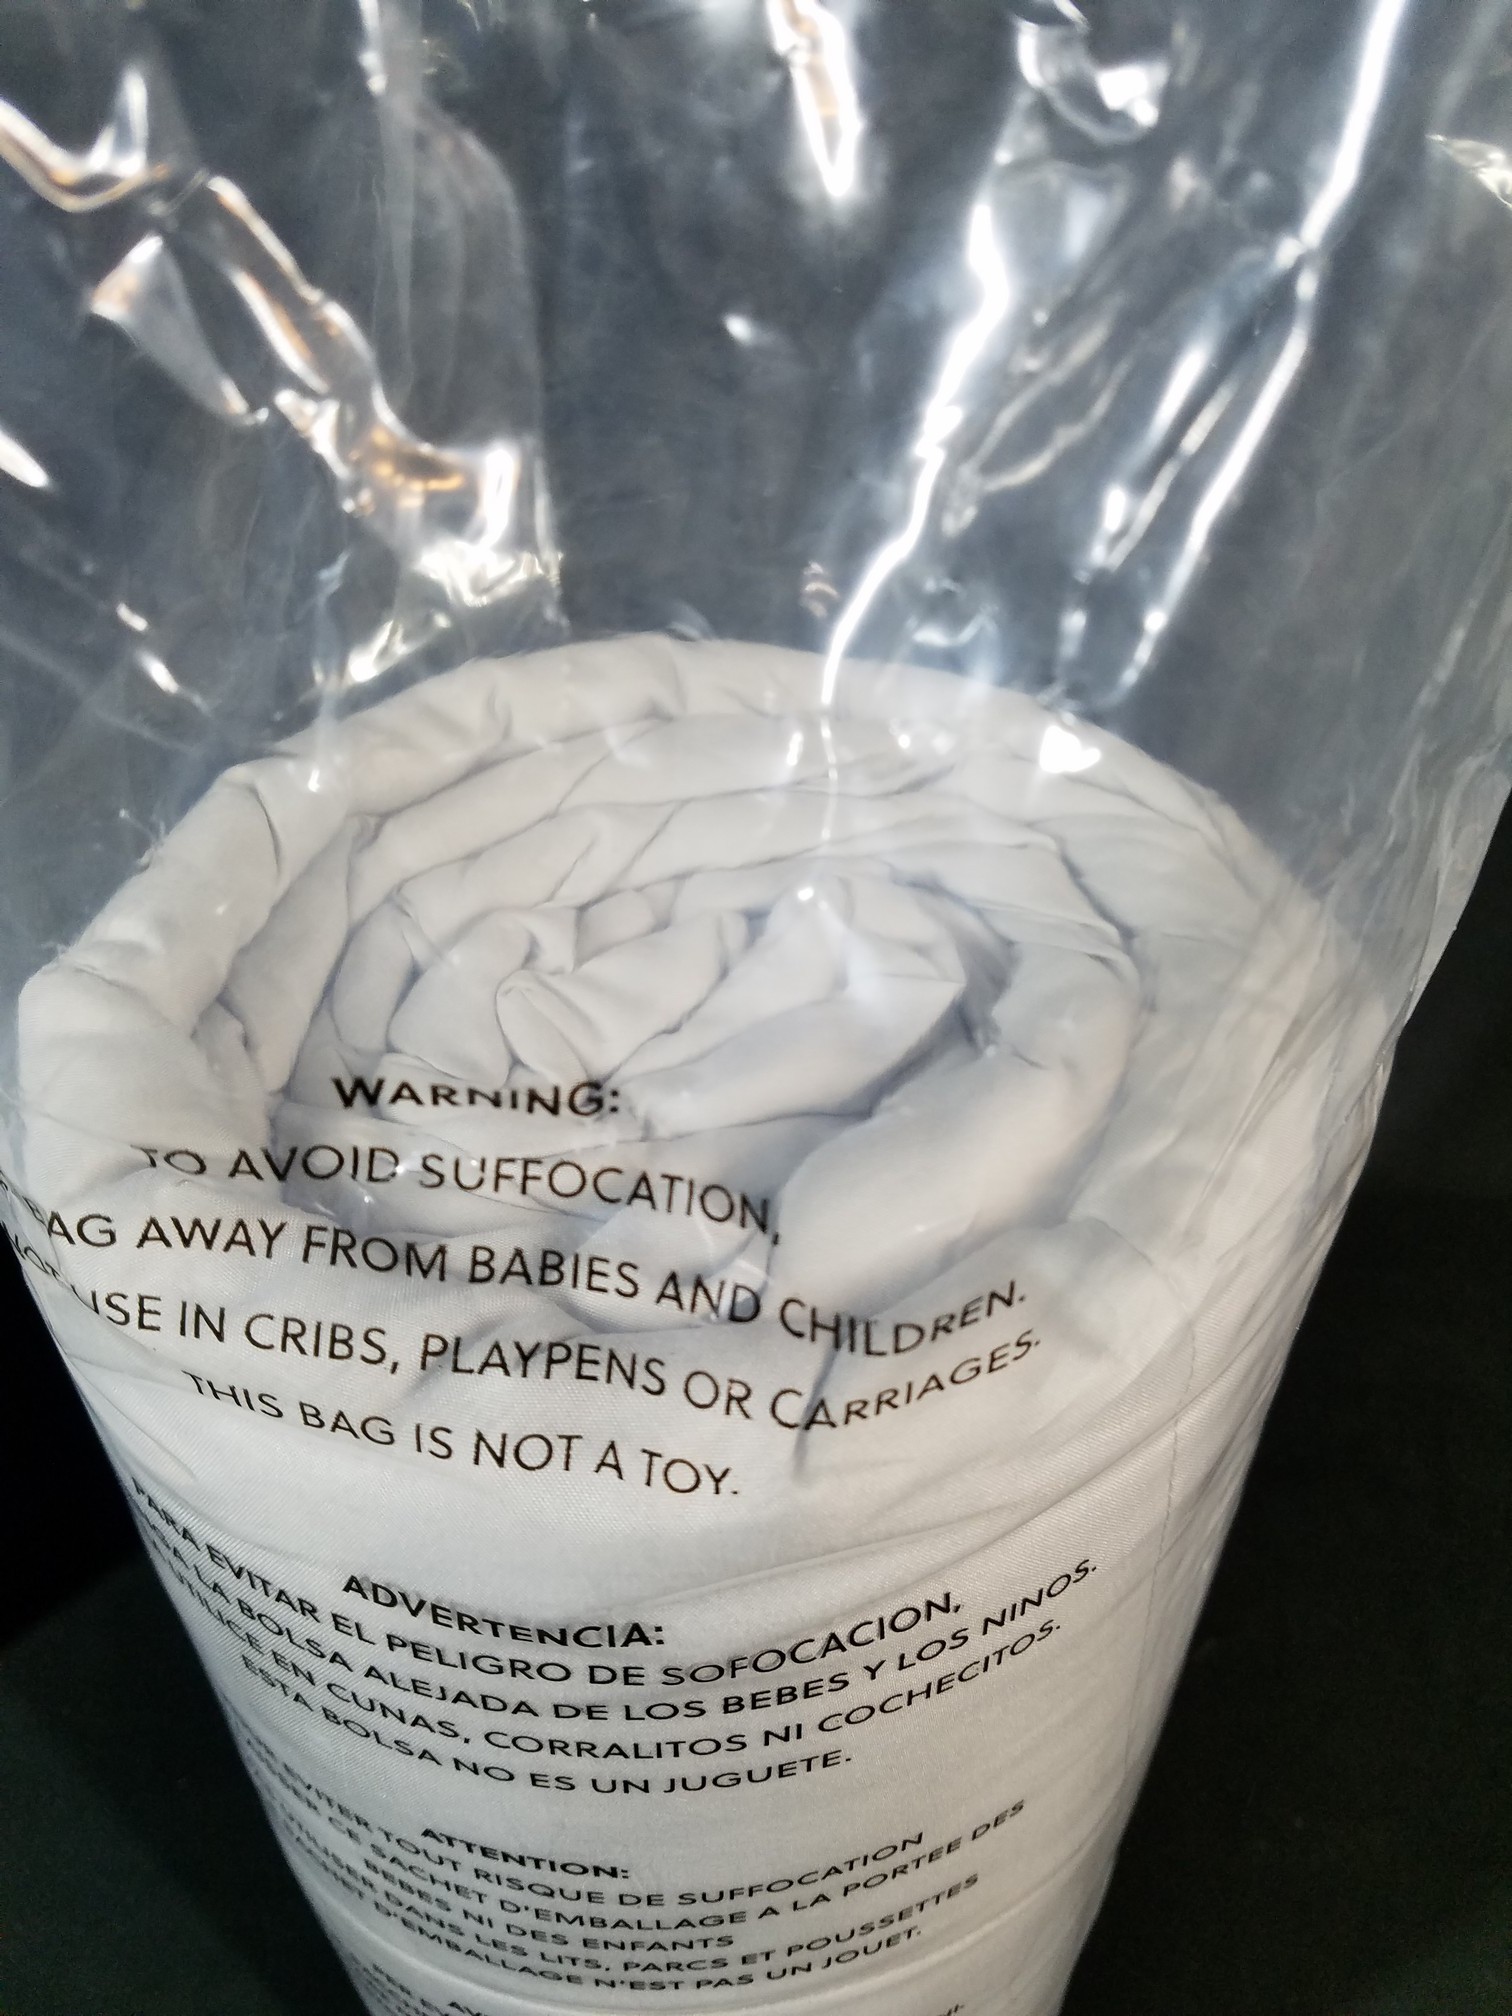 WARNING:
TO AVOID SUFFOCATION,
BAG AWAY FROM BABIES AND CHILDREN.
NOT USE IN CRIBS, PLAYPENS OR CARRIAGES.
THIS BAG IS NOT A TOY.
ADVERTENCIA:
PARA EVITAR EL PELIGRO DE SOFOCACION,
LA BOLSA ALEJADA DE LOS BEBES Y LOS NINOS.
UTILICE EN CUNAS, CORRALITOS NI COCHECITOS.
ESTA BOLSA NO ES UN JUGUETE.
ATTENTION:
EVITER TOUT RISQUE DE SUFFOCATION
CE SACHET D'EMBALLAGE A LA PORTEE DES
BEBES NI DES ENFANTS
DANS LES LITS, PARCS ET POUSSETTES
D'EMBALLAGE N'EST PAS UN JOUET.